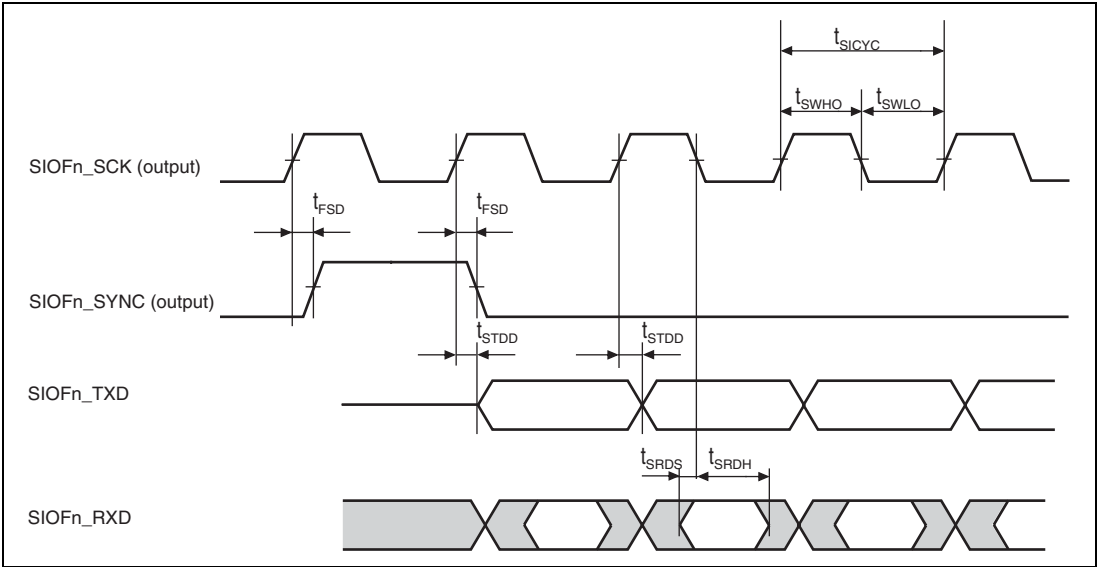 tSICYC
tSWHO tSWLO
SIOFn_SCK (output)
tFSD tFSD
SIOFn_SYNC (output)
tSTDD tSTDD
SIOFn_TXD
tSRDS tSRDH
SIOFn_RXD